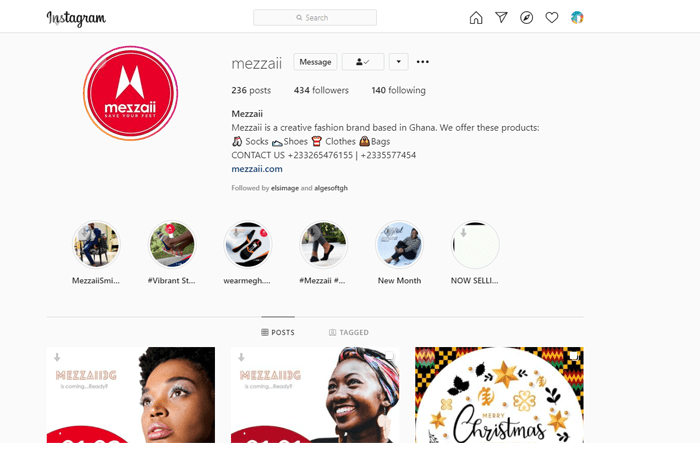 Instagram
Search
mezzaii
Message
236 posts 434 followers 140 following
mezzaii
SAVE YOUR FEET
Mezzaii
Mezzaii is a creative fashion brand based in Ghana. We offer these products:
🧦 Socks 👟Shoes 👕 Clothes 🎒Bags
CONTACT US +233265476155 | +2335577454
mezzaii.com
Followed by elsimage and algesoftgh
MezzaiiSmi... #Vibrant St... wearmegh.... #Mezzaii #... New Month NOW SELLI...
POSTS TAGGED
MEZZAIIBG
is coming...Ready?
MEZZAIIBG
is coming...Ready?
MERRY
Christmas